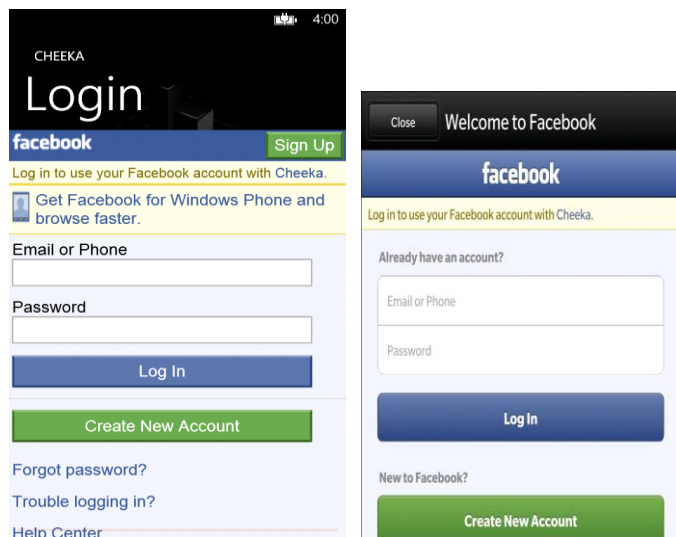 4:00
CHEEKA
Login
facebook
Sign Up
Log in to use your Facebook account with Cheeka.
Get Facebook for Windows Phone and
browse faster.
Email or Phone
Password
Log In
Create New Account
Forgot password?
Trouble logging in?
Help Center
Close
Welcome to Facebook
facebook
Log in to use your Facebook account with Cheeka.
Already have an account?
Email or Phone
Password
Log In
New to Facebook?
Create New Account